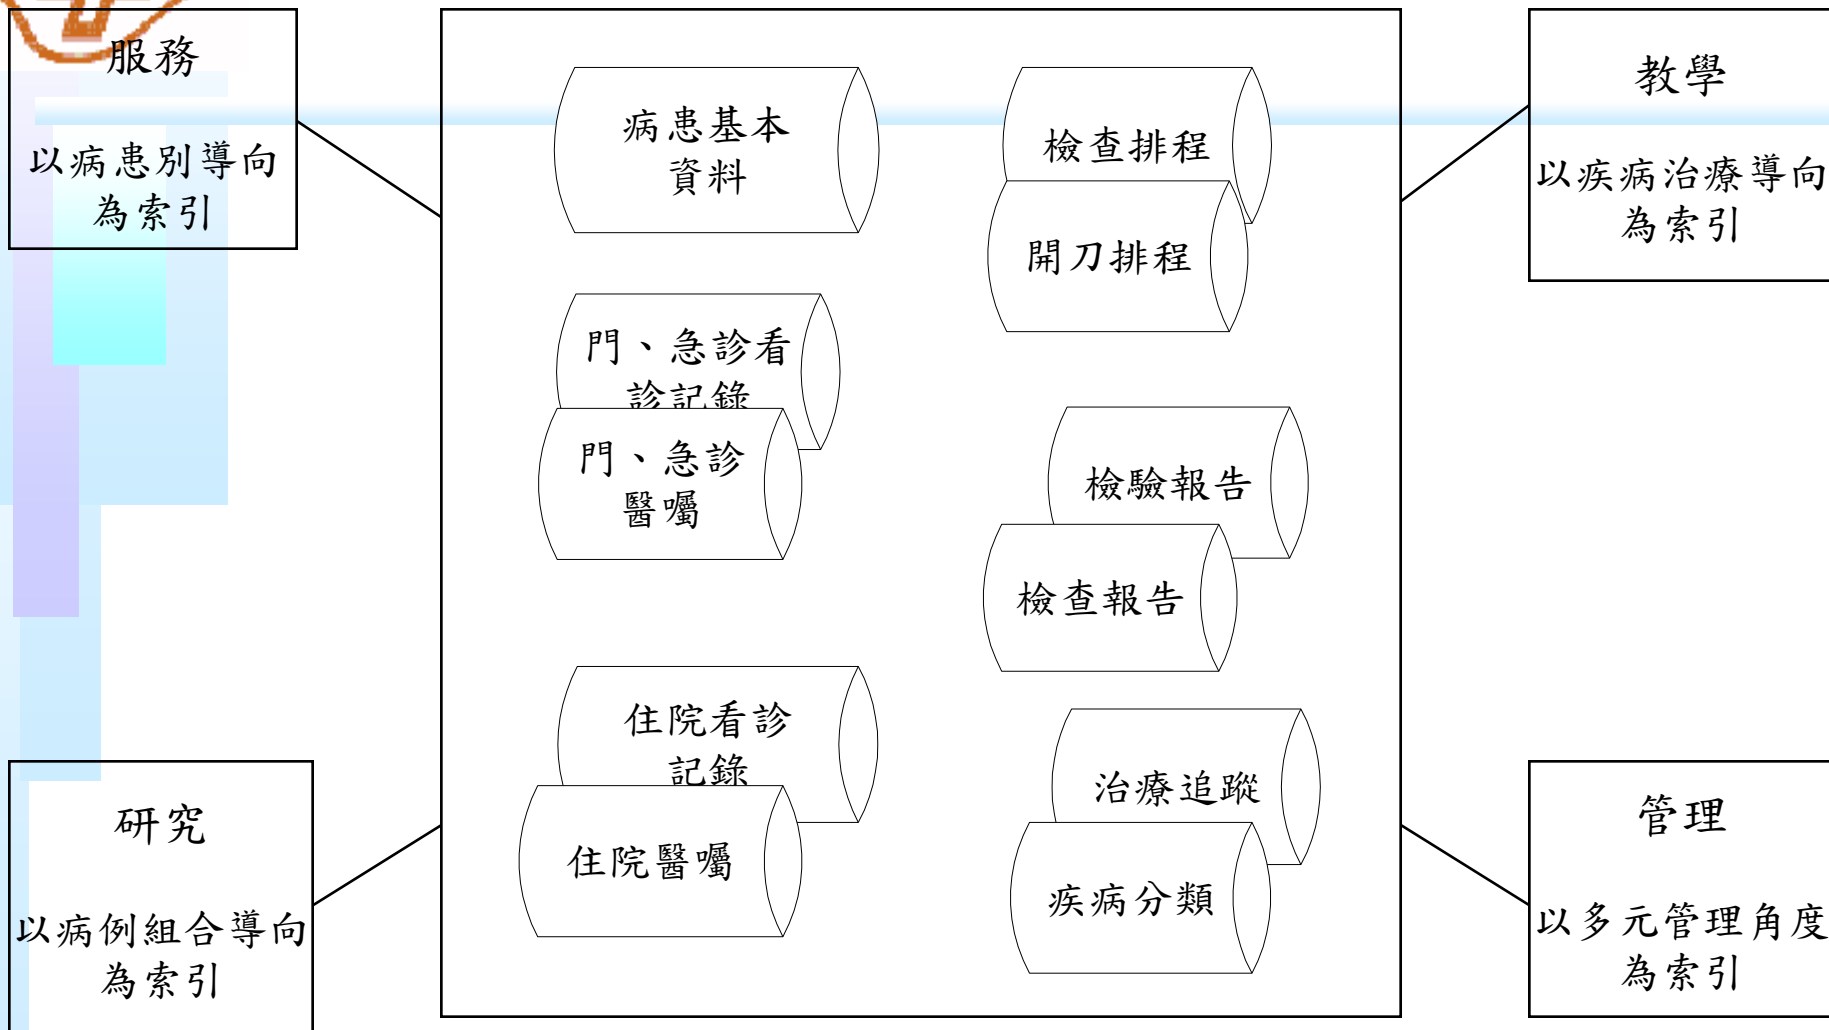 服務
以病患別導向
為索引
病患基本
資料
檢查排程
開刀排程
教學
以疾病治療導向
為索引
門、急診看
診記錄
門、急診
醫囑
檢驗報告
檢查報告
住院看診
記錄
住院醫囑
治療追蹤
疾病分類
研究
以病例組合導向
為索引
管理
以多元管理角度
為索引